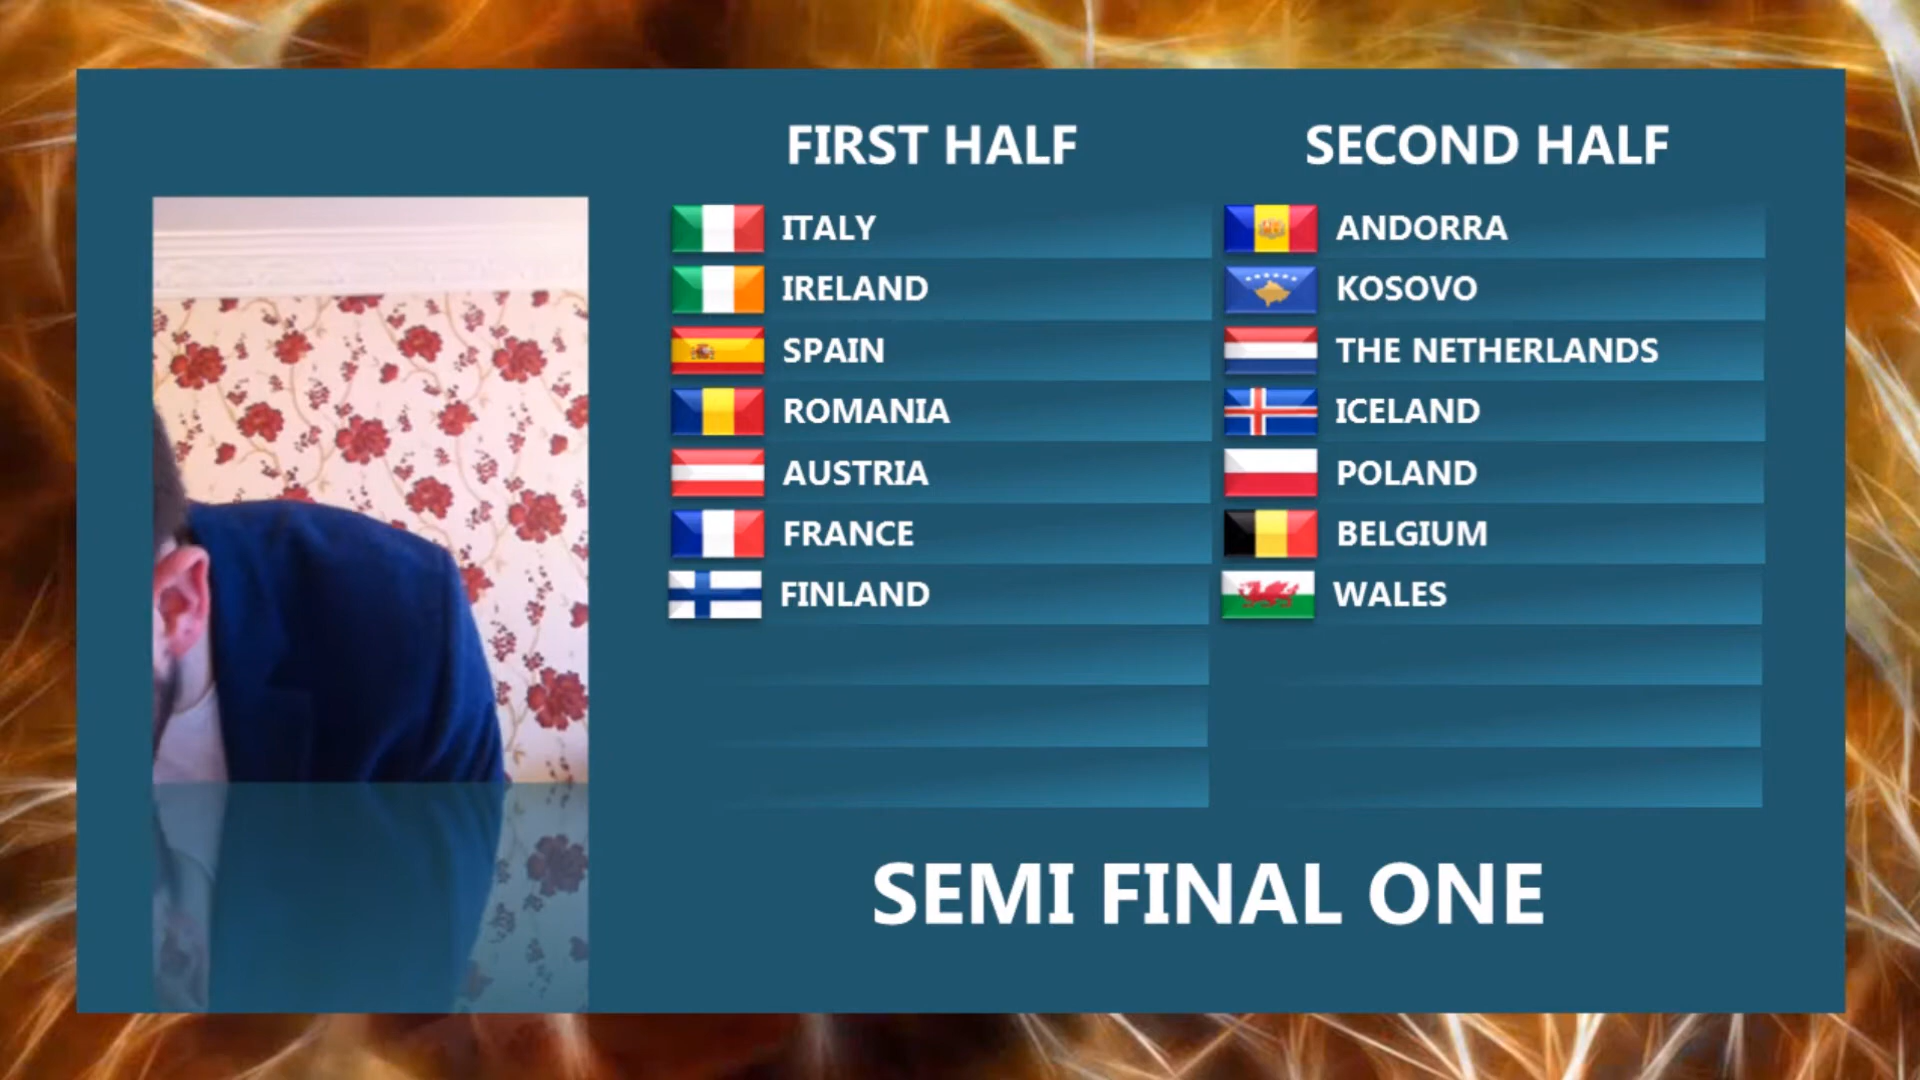 FIRST HALF
SECOND HALF
ITALY
IRELAND
SPAIN
ROMANIA
AUSTRIA
FRANCE
FINLAND
ANDORRA
KOSOVO
THE NETHERLANDS
ICELAND
POLAND
BELGIUM
WALES
SEMI FINAL ONE